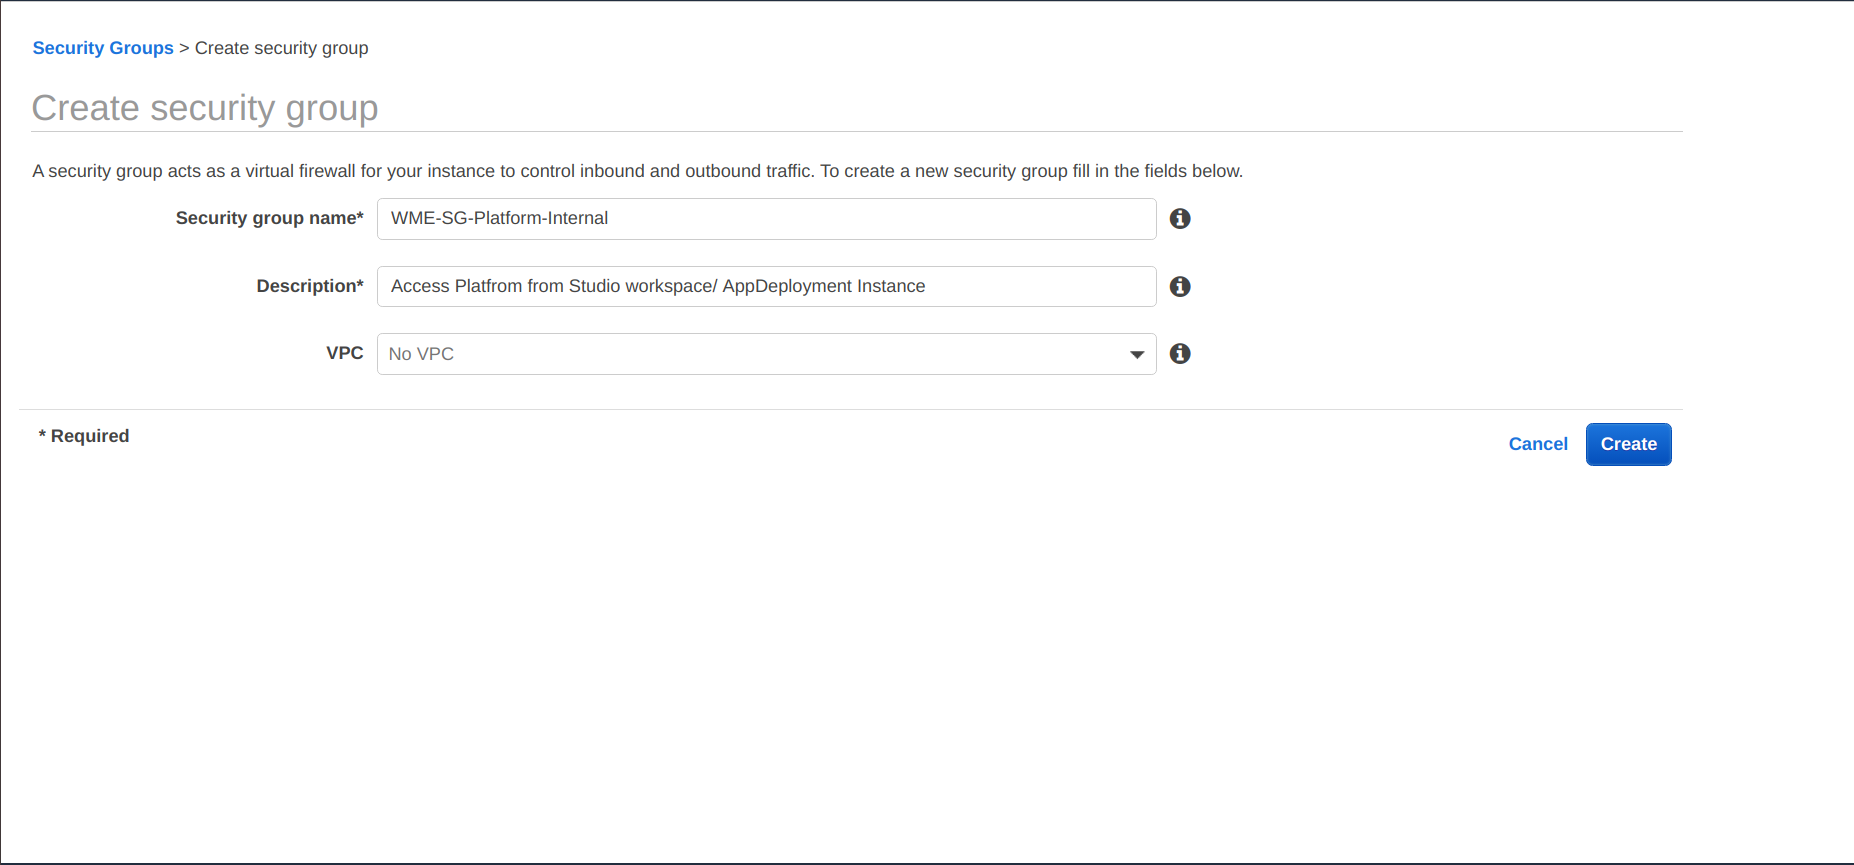 Security Groups > Create security group
Create security group
A security group acts as a virtual firewall for your instance to control inbound and outbound traffic. To create a new security group fill in the fields below.
Security group name* WME-SG-Platform-Internal
Description* Access Platfrom from Studio workspace/ AppDeployment Instance
VPC No VPC
* Required
Cancel Create